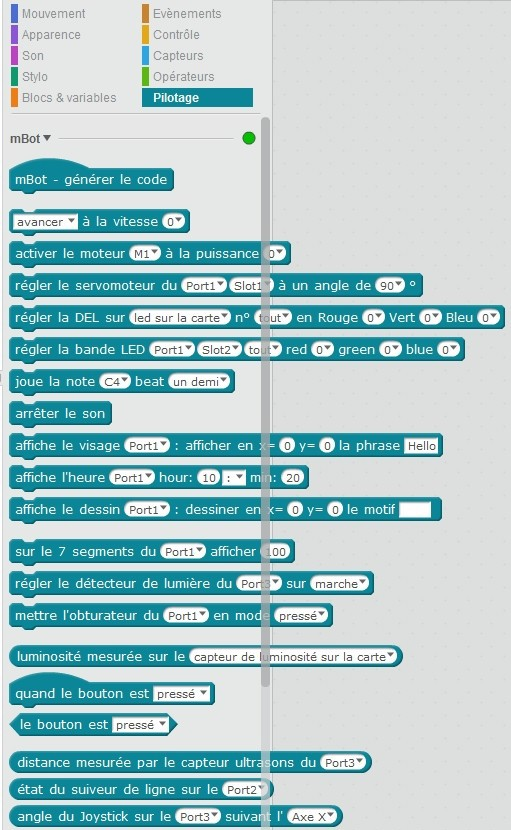 Mouvement Evènements
Apparence Contrôle
Son Capteurs
Stylo Opérateurs
Blocs & variables Pilotage
mBot
mBot - générer le code
avancer à la vitesse 0
activer le moteur M1 à la puissance 0
régler le servomoteur du Port1 Slot1 à un angle de 90 °
régler la DEL sur led sur la carte n° tout en Rouge 0 Vert 0 Bleu 0
régler la bande LED Port1 Slot2 tout red 0 green 0 blue 0
joue la note C4 beat un demi
arrêter le son
affiche le visage Port1 : afficher en x= 0 y= 0 la phrase Hello
affiche l'heure Port1 hour: 10 : min: 20
affiche le dessin Port1 : dessiner en x= 0 y= 0 le motif
sur le 7 segments du Port1 afficher 100
régler le détecteur de lumière du Port3 sur marche
mettre l'obturateur du Port1 en mode pressé
luminosité mesurée sur le capteur de luminosité sur la carte
quand le bouton est pressé
le bouton est pressé
distance mesurée par le capteur ultrasons du Port3
état du suiveur de ligne sur le Port2
angle du Joystick sur le Port3 suivant l' Axe X